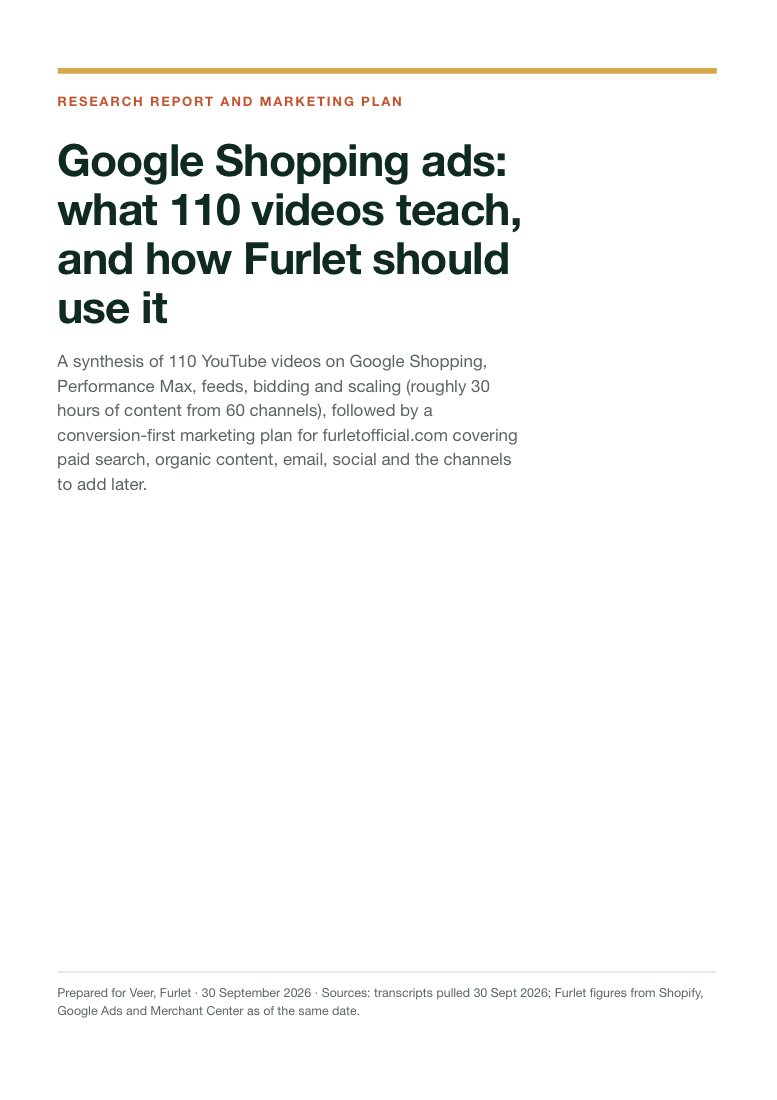 RESEARCH REPORT AND MARKETING PLAN
Google Shopping ads:
what 110 videos teach,
and how Furlet should
use it
A synthesis of 110 YouTube videos on Google Shopping,
Performance Max, feeds, bidding and scaling (roughly 30
hours of content from 60 channels), followed by a
conversion-first marketing plan for furletofficial.com covering
paid search, organic content, email, social and the channels
to add later.
Prepared for Veer, Furlet · 30 September 2026 · Sources: transcripts pulled 30 Sept 2026; Furlet figures from Shopify,
Google Ads and Merchant Center as of the same date.